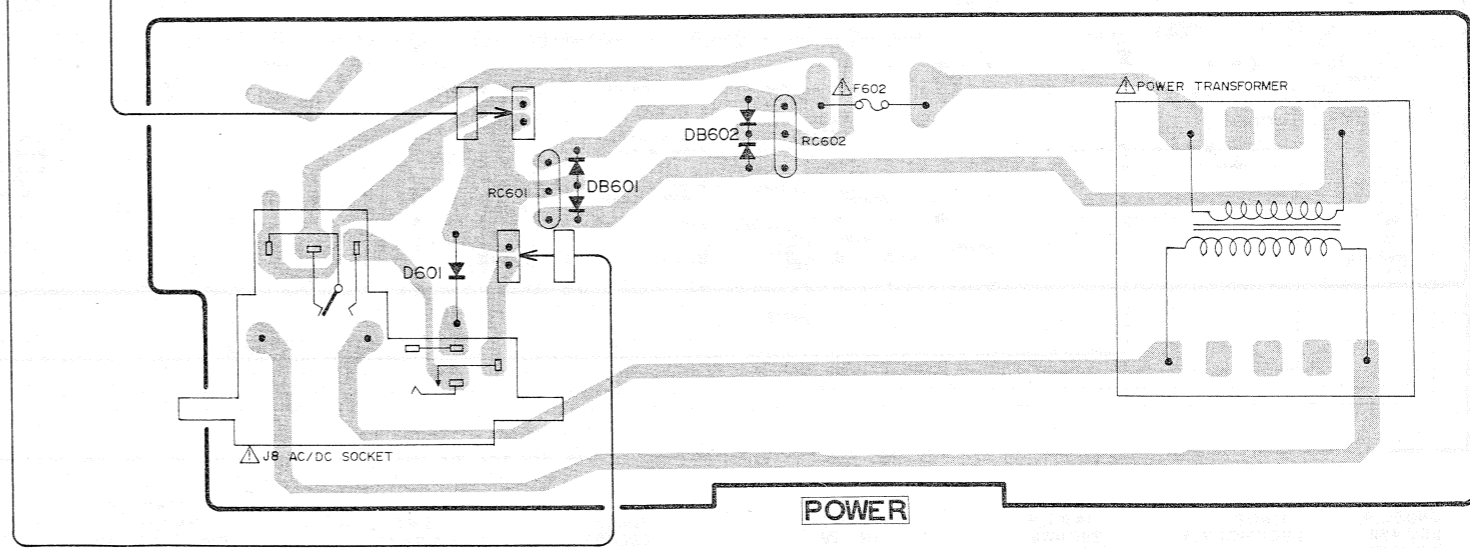 ⚠F602
⚠POWER TRANSFORMER
DB602
RC602
RC601
DB601
D601
⚠J8 AC/DC SOCKET
POWER